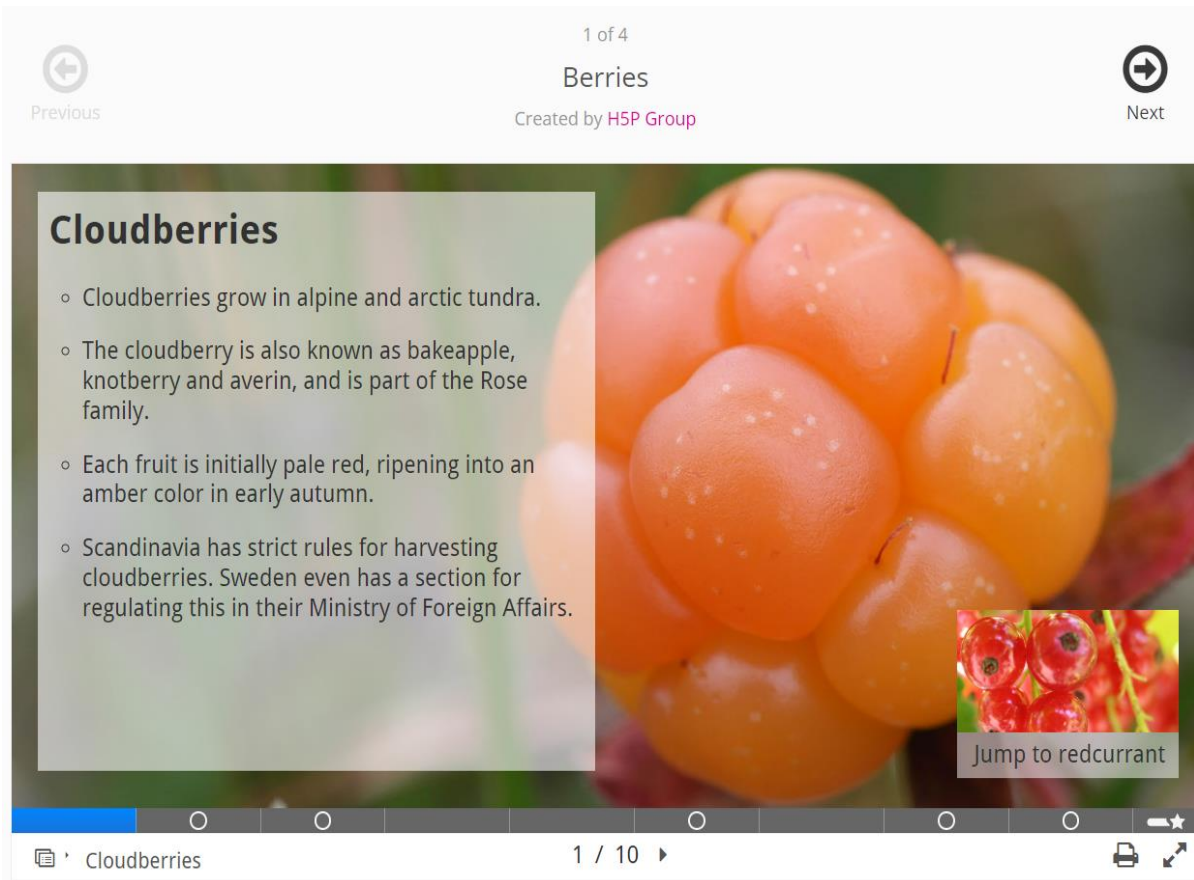 1 of 4
Previous
Berries
Next
Created by H5P Group
Cloudberries
Cloudberries grow in alpine and arctic tundra.
The cloudberry is also known as bakeapple,
knotberry and averin, and is part of the Rose
family.
Each fruit is initially pale red, ripening into an
amber color in early autumn.
Scandinavia has strict rules for harvesting
cloudberries. Sweden even has a section for
regulating this in their Ministry of Foreign Affairs.
Jump to redcurrant
Cloudberries
1 / 10